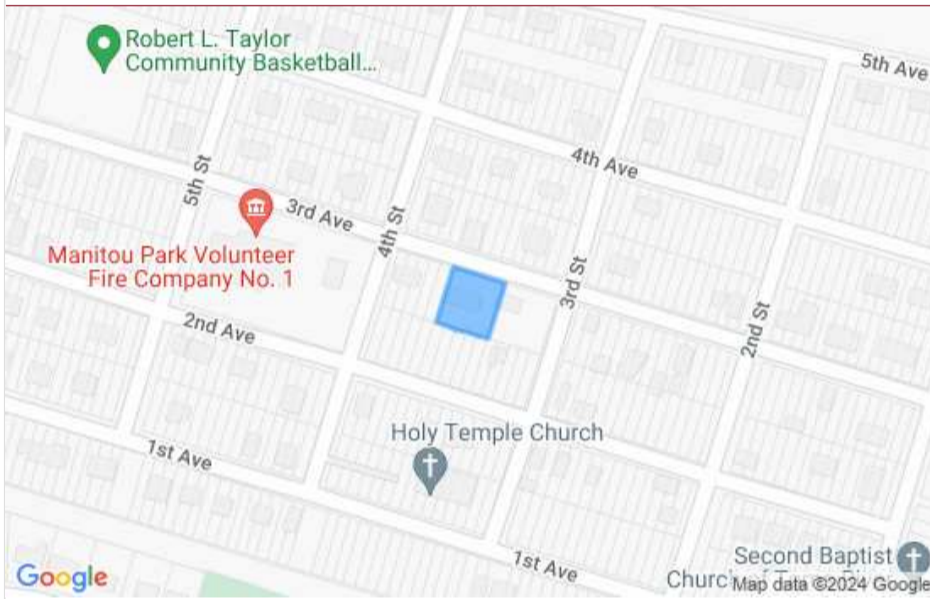 Robert L. Taylor
Community Basketball...
5th Ave
4th Ave
5th St
3rd Ave
4th St
Manitou Park Volunteer
Fire Company No. 1
3rd St
2nd St
2nd Ave
Holy Temple Church
1st Ave
1st Ave
Second Baptist
Church of
Google
Map data ©2024 Google